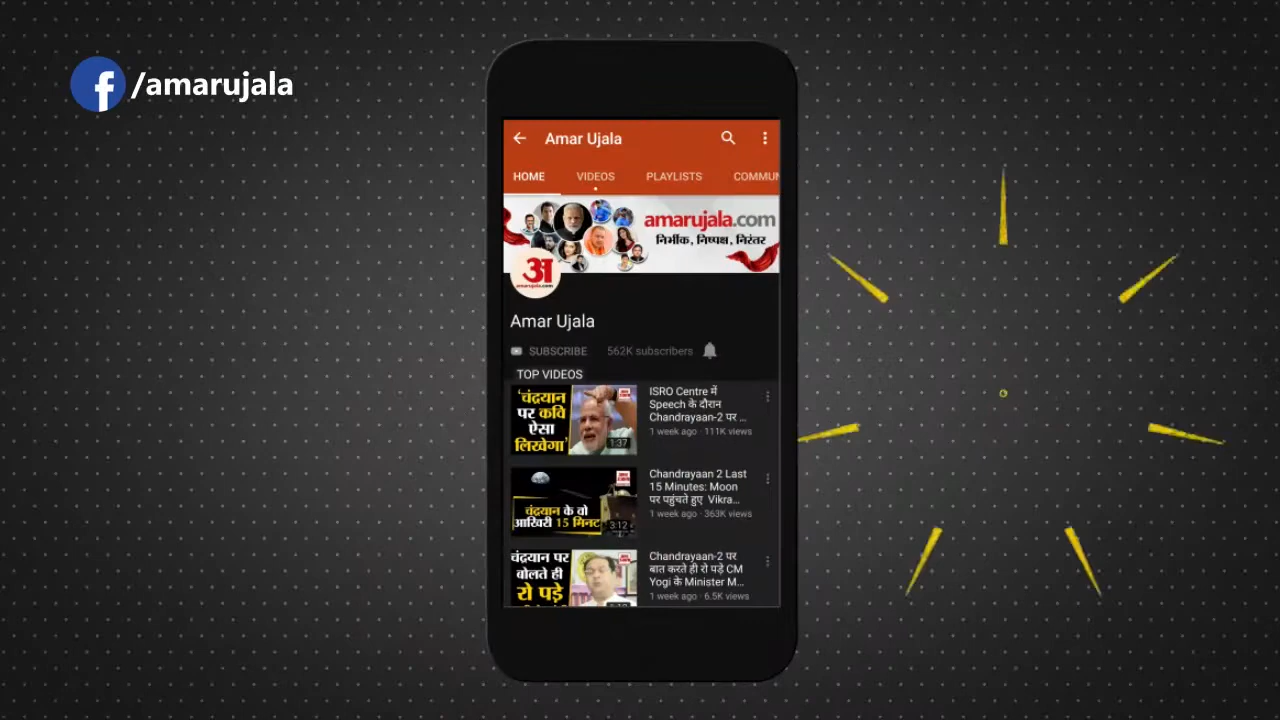 /amarujala
Amar Ujala
HOME VIDEOS PLAYLISTS COMMUN
amarujala.com
निर्भीक, निष्पक्ष, निरंतर
अ
amarujala.com
Amar Ujala
SUBSCRIBE 562K subscribers
TOP VIDEOS
'चंद्रयान
पर कवि
ऐसा
लिखेगा'
1:37
ISRO Centre में
Speech के दौरान
Chandrayaan-2 पर ...
1 week ago · 111K views
चंद्रयान के वो
आखिरी 15 मिनट
3:12
Chandrayaan 2 Last
15 Minutes: Moon
पर पहुंचते हुए Vikra...
1 week ago · 363K views
चंद्रयान पर
बोलते ही
रो पड़े
Chandrayaan-2 पर
बात करते ही रो पड़े CM
Yogi के Minister M...
1 week ago · 6.5K views